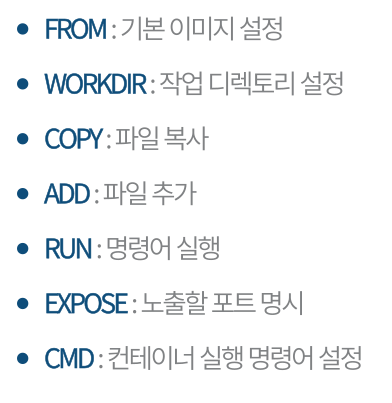 • FROM : 기본 이미지 설정
• WORKDIR : 작업 디렉토리 설정
• COPY : 파일 복사
• ADD : 파일 추가
• RUN : 명령어 실행
• EXPOSE : 노출할 포트 명시
• CMD : 컨테이너 실행 명령어 설정